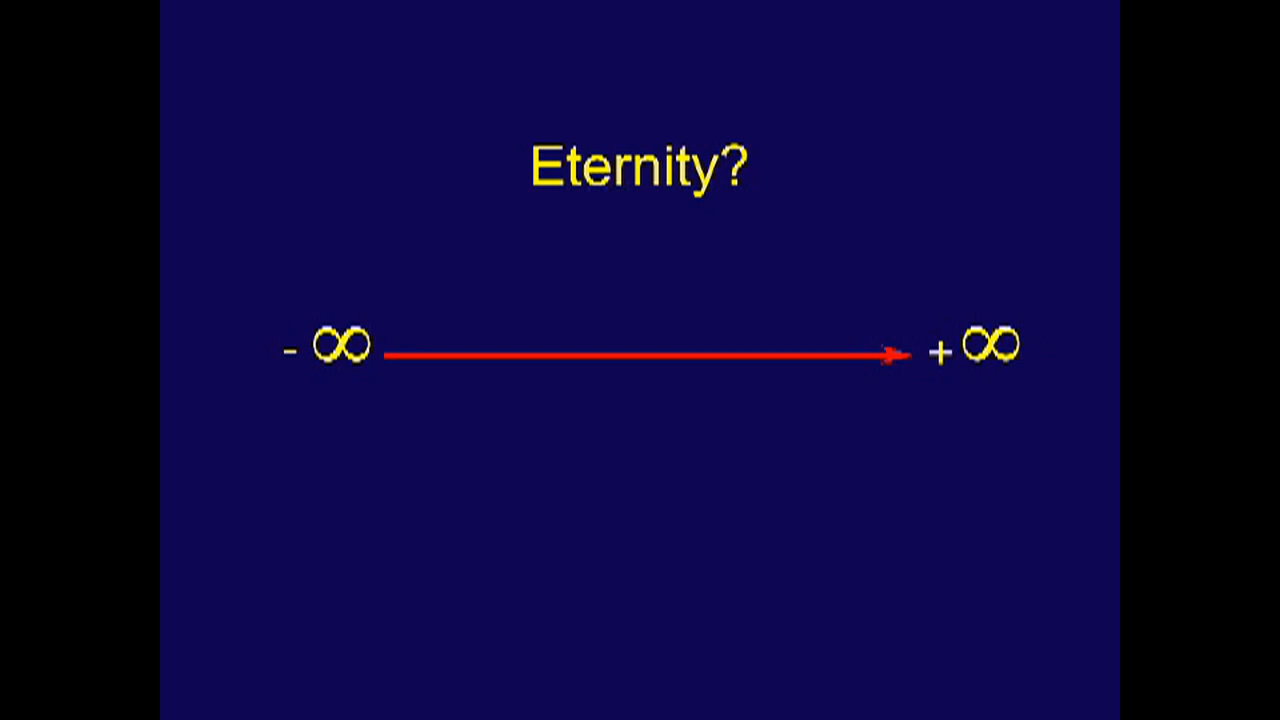 Eternity?
- ∞ + ∞